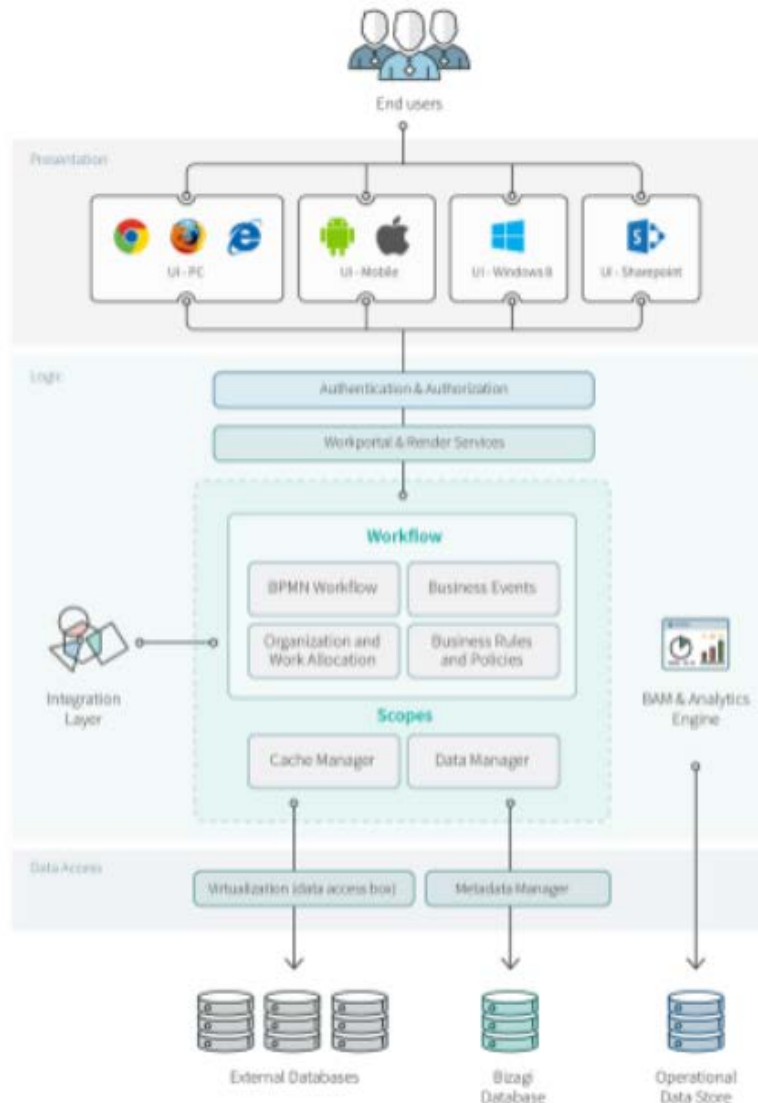 End users
Presentation
UI - PC
UI - Mobile
UI - Windows 8
UI - Sharepoint
Logic
Authentication & Authorization
Workportal & Render Services
Workflow
BPMN Workflow
Business Events
Organization and
Work Allocation
Business Rules
and Policies
Integration
Layer
BAM & Analytics
Engine
Scopes
Cache Manager
Data Manager
Data Access
Virtualization (data access box)
Metadata Manager
External Databases
Bizagi
Database
Operational
Data Store